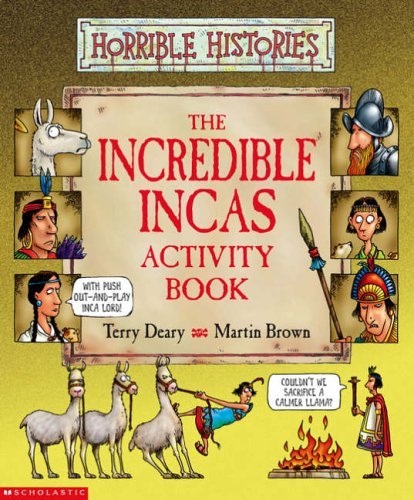 HORRIBLE HISTORIES
THE
INCREDIBLE
INCAS
ACTIVITY
BOOK
WITH PUSH
OUT-AND-PLAY
INCA LORD!
Terry Deary Martin Brown
COULDN'T WE
SACRIFICE A
CALMER LLAMA?
SCHOLASTIC